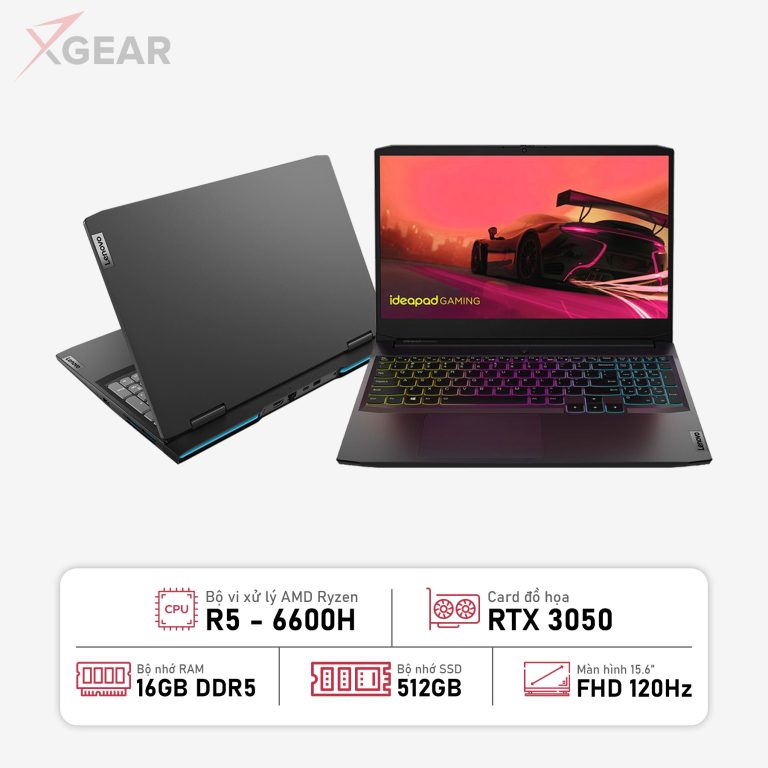 XGEAR
Lenovo
Lenovo
ideapad GAMING
Lenovo
CPU
Bộ vi xử lý AMD Ryzen
R5 - 6600H
Card đồ họa
RTX 3050
Bộ nhớ RAM
16GB DDR5
Bộ nhớ SSD
512GB
Màn hình 15.6"
FHD 120Hz